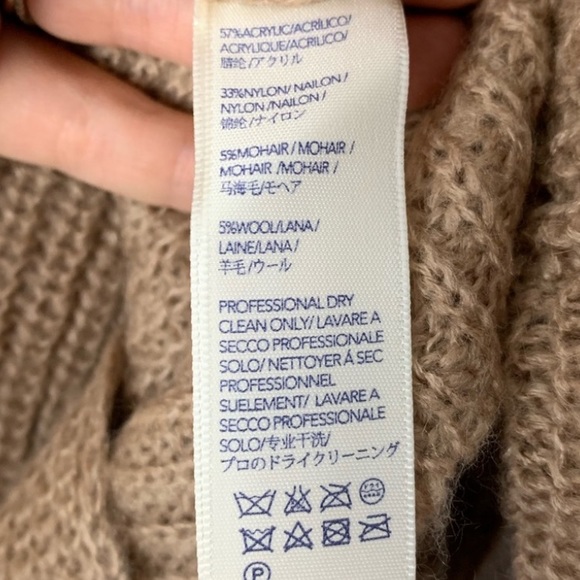 57%ACRYLIC/ACRÍLICO/
ACRYLIQUE/ACRILICO/
腈纶/アクリル
33%NYLON/ NAILON /
NYLON /NAILON /
锦纶/ナイロン
5%MOHAIR / MOHAIR /
MOHAIR /MOHAIR /
马海毛/モヘア
5%WOOL/LANA/
LAINE/LANA /
羊毛/ウール
PROFESSIONAL DRY
CLEAN ONLY/ LAVARE A
SECCO PROFESSIONALE
SOLO/ NETTOYER Á SEC
PROFESSIONNEL
SUELEMENT/ LAVARE A
SECCO PROFESSIONALE
SOLO/专业干洗/
プロのドライクリーニング
P